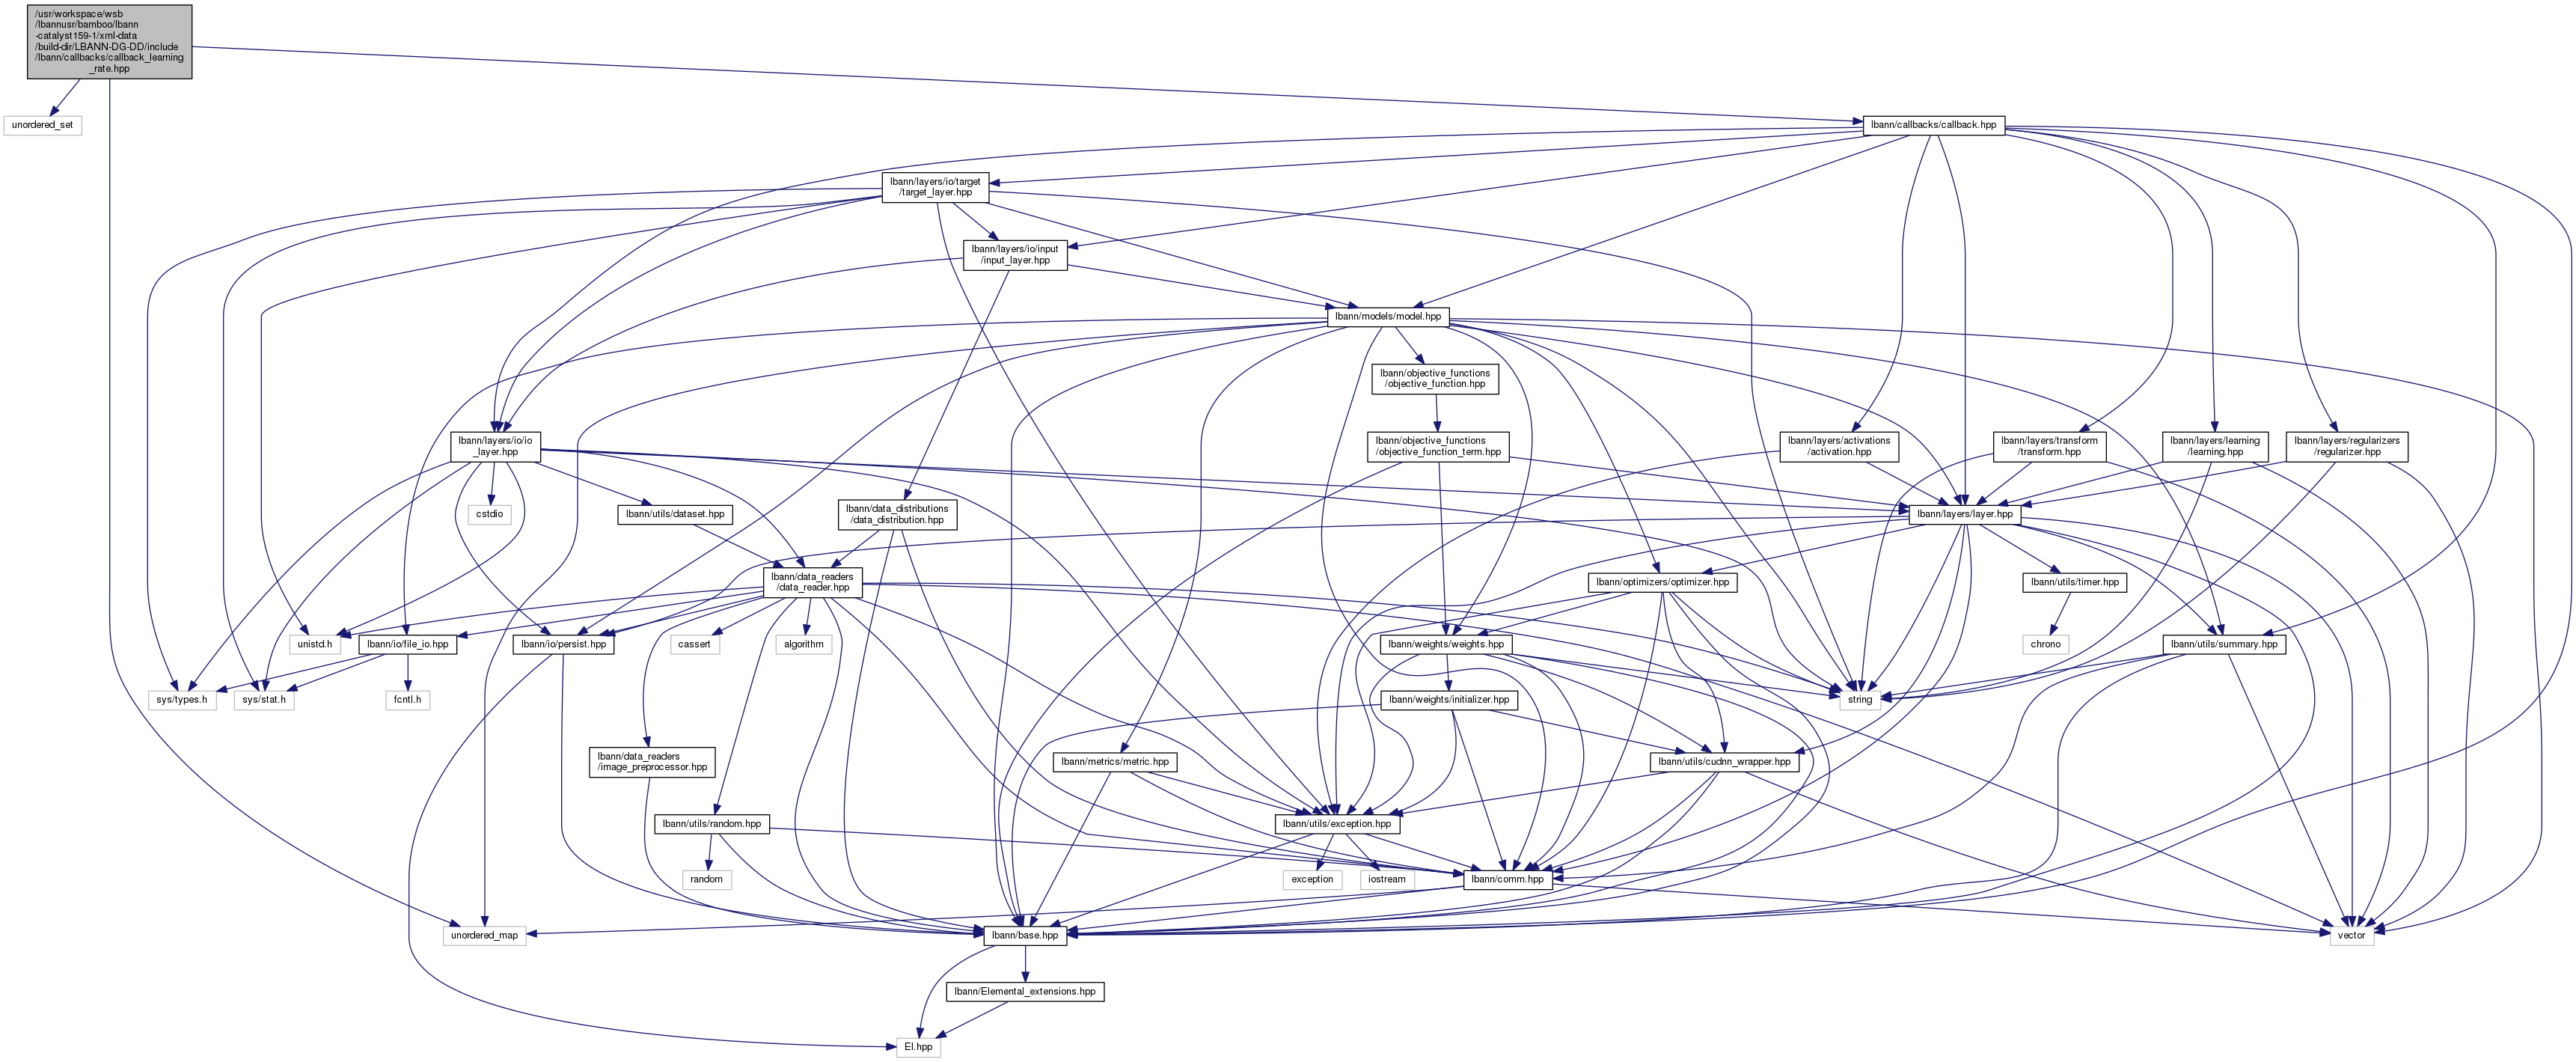 /usr/workspace/wsb
/lbannusr/bamboo/lbann
-catalyst159-1/xml-data
/build-dir/LBANN-DG-DD/include
/lbann/callbacks/callback_learning
_rate.hpp
unordered_set
lbann/callbacks/callback.hpp
lbann/layers/io/target
/target_layer.hpp
lbann/layers/io/input
/input_layer.hpp
lbann/models/model.hpp
lbann/objective_functions
/objective_function.hpp
lbann/layers/io/io
_layer.hpp
lbann/objective_functions
/objective_function_term.hpp
lbann/layers/activations
/activation.hpp
lbann/layers/transform
/transform.hpp
lbann/layers/learning
/learning.hpp
lbann/layers/regularizers
/regularizer.hpp
cstdio
lbann/utils/dataset.hpp
lbann/data_distributions
/data_distribution.hpp
lbann/layers/layer.hpp
lbann/data_readers
/data_reader.hpp
lbann/optimizers/optimizer.hpp
lbann/utils/timer.hpp
unistd.h
lbann/io/file_io.hpp
lbann/io/persist.hpp
cassert
algorithm
lbann/weights/weights.hpp
chrono
lbann/utils/summary.hpp
sys/types.h
sys/stat.h
fcntl.h
lbann/weights/initializer.hpp
string
lbann/data_readers
/image_preprocessor.hpp
lbann/metrics/metric.hpp
lbann/utils/cudnn_wrapper.hpp
lbann/utils/random.hpp
lbann/utils/exception.hpp
random
exception
iostream
lbann/comm.hpp
unordered_map
lbann/base.hpp
vector
lbann/Elemental_extensions.hpp
El.hpp